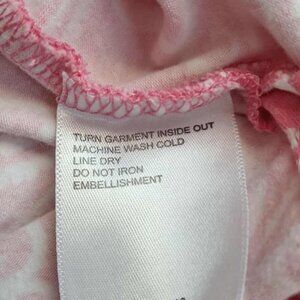 TURN GARMENT INSIDE OUT
MACHINE WASH COLD
LINE DRY
DO NOT IRON
EMBELLISHMENT